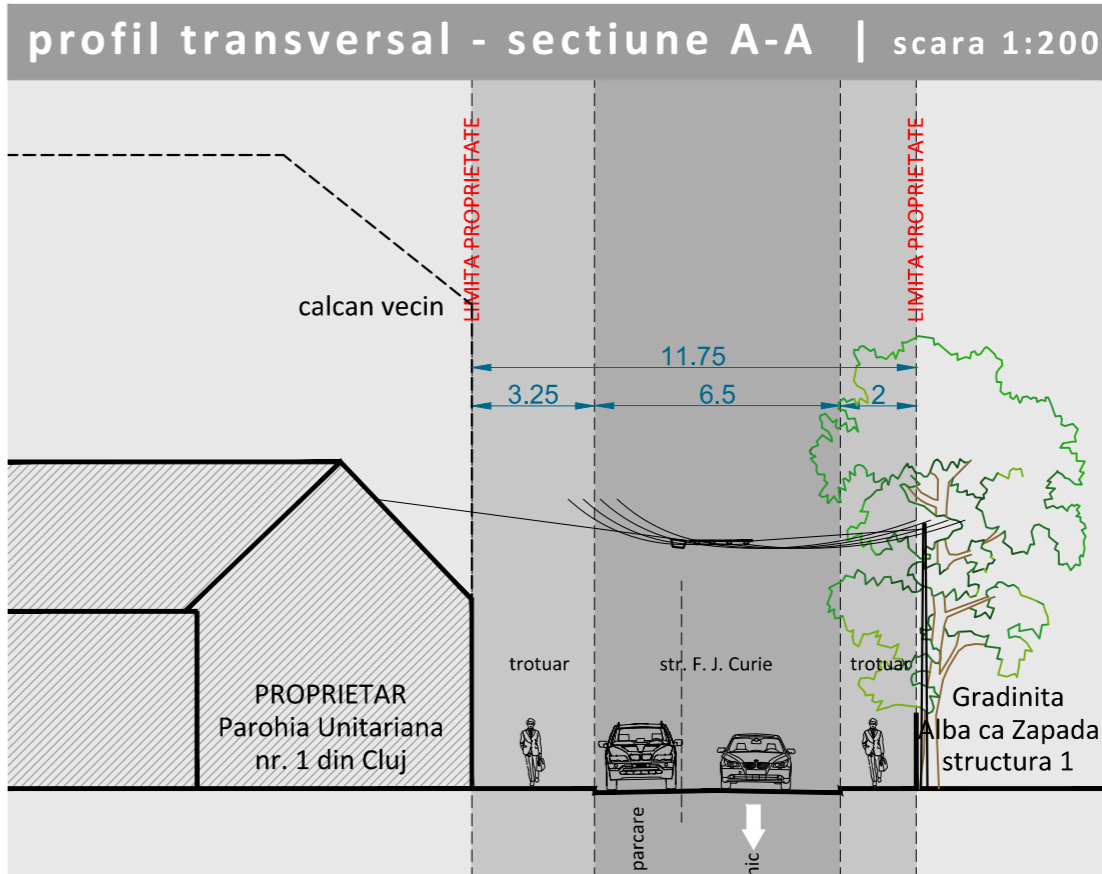 profil transversal - sectiune A-A | scara 1:200
LIMITA PROPRIETATE
LIMITA PROPRIETATE
calcan vecin
11.75
3.25
6.5
2
trotuar
str. F. J. Curie
trotuar
PROPRIETAR
Parohia Unitariana
nr. 1 din Cluj
Gradinita
Alba ca Zapada
structura 1
parcare